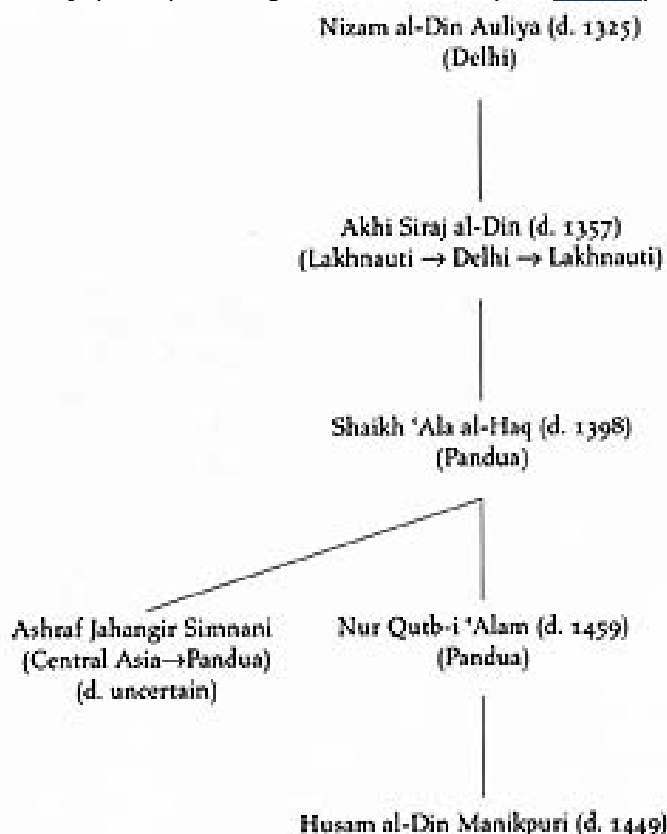 Nizam al-Din Auliya (d. 1325)
(Delhi)
Akhi Siraj al-Din (d. 1357)
(Lakhnauti → Delhi → Lakhnauti)
Shaikh ‘Ala al-Haq (d. 1398)
(Pandua)
Ashraf Jahangir Simnani
(Central Asia→Pandua)
(d. uncertain)
Nur Qutb-i ‘Alam (d. 1459)
(Pandua)
Husam al-Din Manikpuri (d. 1449)